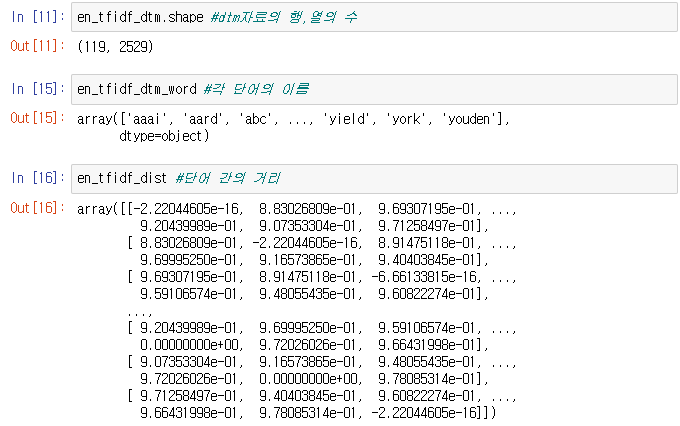 In [11]: en_tfidf_dtm.shape #dtm자료의 행,열의 수
Out[11]: (119, 2529)
In [15]: en_tfidf_dtm_word #각 단어의 이름
Out[15]: array(['aaai', 'aard', 'abc', ..., 'yield', 'york', 'youden'],
dtype=object)
In [16]: en_tfidf_dist #단어 간의 거리
Out[16]: array([[-2.22044605e-16, 8.83026809e-01, 9.69307195e-01, ...,
9.20439989e-01, 9.07353304e-01, 9.71258497e-01],
[ 8.83026809e-01, -2.22044605e-16, 8.91475118e-01, ...,
9.69995250e-01, 9.16573865e-01, 9.40403845e-01],
[ 9.69307195e-01, 8.91475118e-01, -6.66133815e-16, ...,
9.59106574e-01, 9.48055435e-01, 9.60822274e-01],
...,
[ 9.20439989e-01, 9.69995250e-01, 9.59106574e-01, ...,
0.00000000e+00, 9.72026026e-01, 9.66431998e-01],
[ 9.07353304e-01, 9.16573865e-01, 9.48055435e-01, ...,
9.72026026e-01, 0.00000000e+00, 9.78085314e-01],
[ 9.71258497e-01, 9.40403845e-01, 9.60822274e-01, ...,
9.66431998e-01, 9.78085314e-01, -2.22044605e-16]])